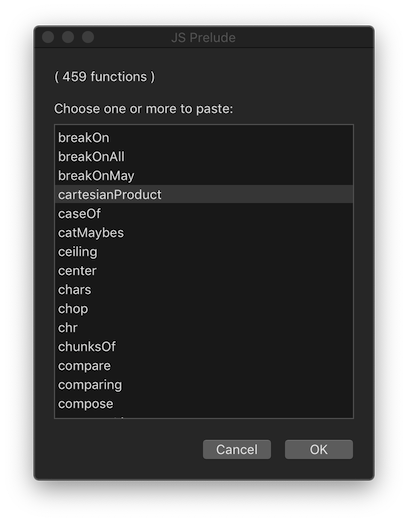 JS Prelude
( 459 functions )
Choose one or more to paste:
breakOn
breakOnAll
breakOnMay
cartesianProduct
caseOf
catMaybes
ceiling
center
chars
chop
chr
chunksOf
compare
comparing
compose
Cancel OK